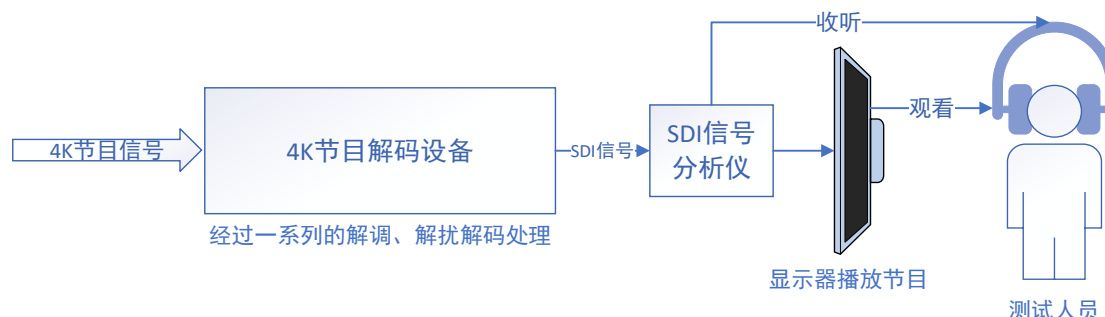 收听
观看
4K节目信号
4K节目解码设备
SDI信号
SDI信号
分析仪
经过一系列的解调、解扰解码处理
显示器播放节目
测试人员